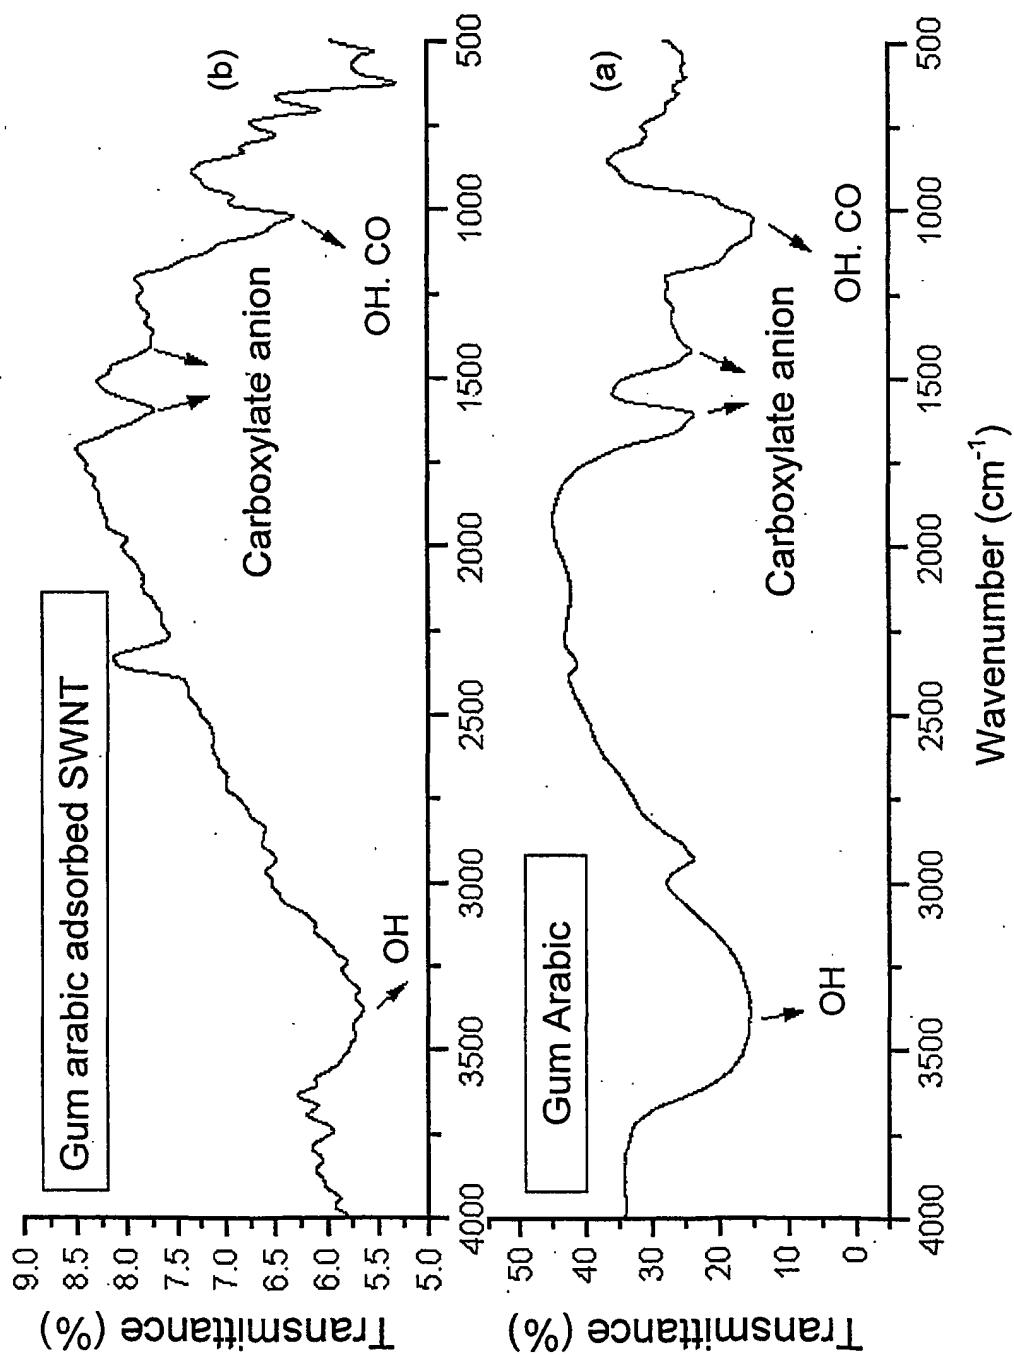 (b)
Gum arabic adsorbed SWNT
Carboxylate anion
OH. CO
OH
9.0
8.0
7.5
7.0
6.5
6.0
5.5
5.0
Transmittance (%)
4000
3500
3000
2500
2000
1500
1000
500
(a)
Gum Arabic
Carboxylate anion
OH. CO
OH
50
40
30
20
10
0
Transmittance (%)
4000
3500
3000
2500
2000
1500
1000
500
Wavenumber (cm⁻¹)